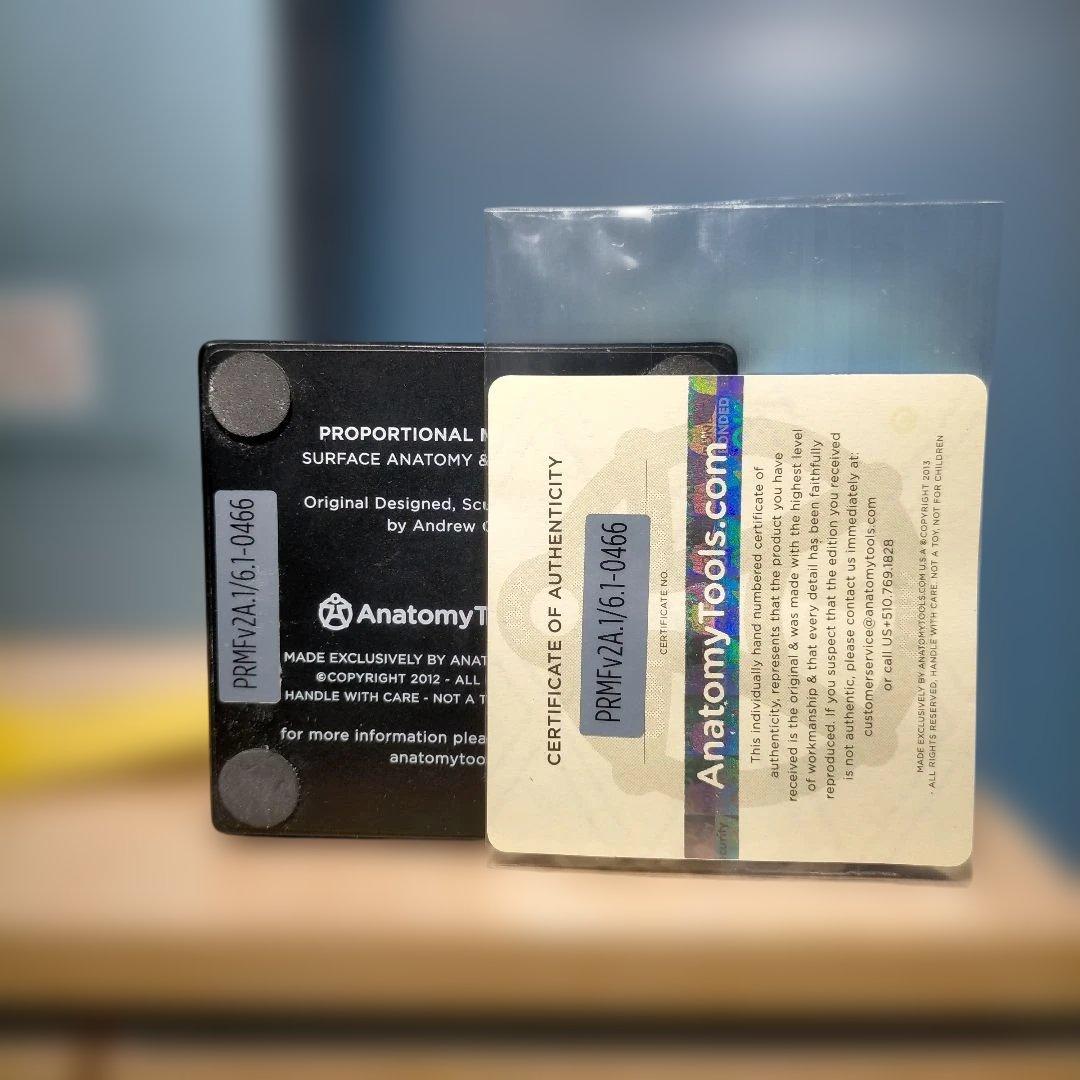 PROPORTIONAL
SURFACE ANATOMY &
Original Designed,
by Andrew
PRMFv2A.1/6.1-0466
MADE EXCLUSIVELY BY
©COPYRIGHT 2012 - ALL
HANDLE WITH CARE - NOT A
for more information
CERTIFICATE OF AUTHENTICITY
PRMFv2A.1/6.1-0466
CERTIFICATE NO.
AnatomyTools.com
This individually hand numbered certificate of
authenticity, represents that the product you have
received is the original & was made with the highest level
of workmanship & that every detail has been faithfully
reproduced. If you suspect that the edition you received
is not authentic, please contact us immediately at:
customerservice@anatomytools.com
or call US+510.769.1828
MADE EXCLUSIVELY BY ANATOMYTOOLS.COM U.S.A &COPYRIGHT 2013
- ALL RIGHTS RESERVED, HANDLE WITH CARE. NOT A TOY, NOT FOR CHILDREN